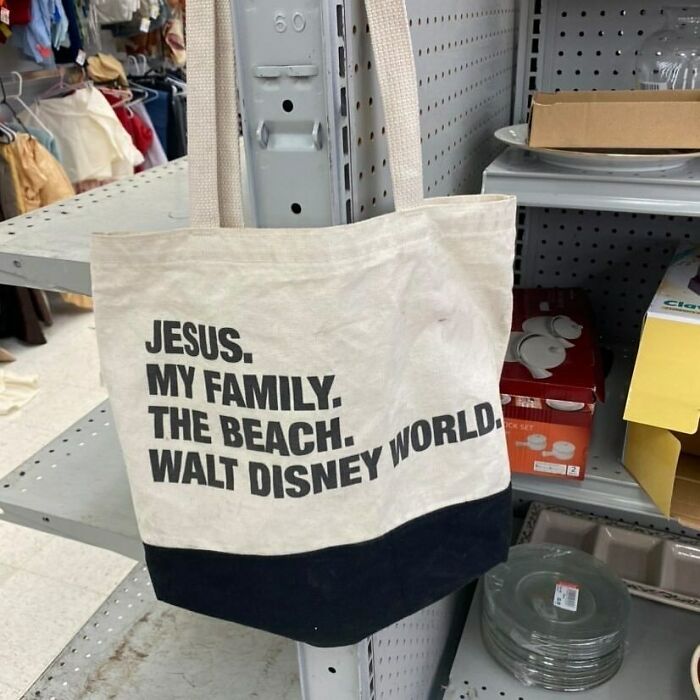 60
JESUS.
MY FAMILY.
THE BEACH.
WALT DISNEY WORLD.